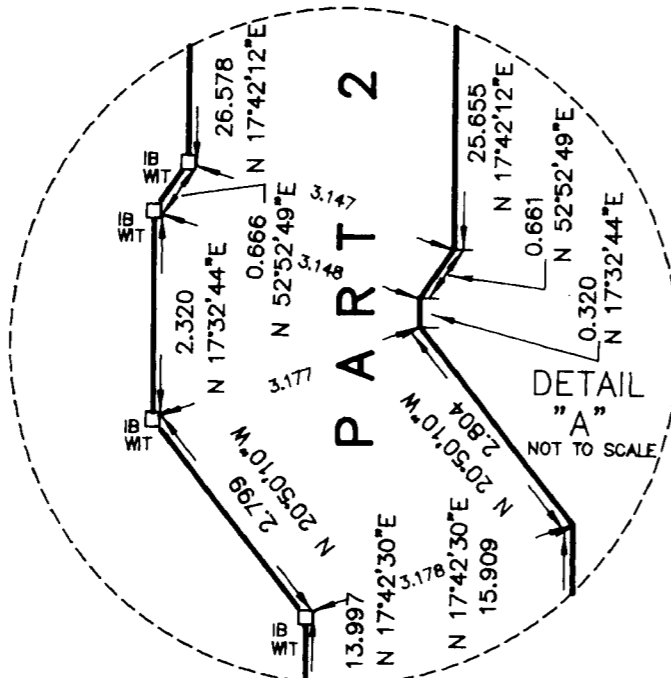 26.578
N 17°42'12"E
IB
WIT
IB
WIT
0.666
N 52°52'49"E
3.147
3.148
2.320
N 17°32'44"E
3.177
IB
WIT
2.799
N 20°50'10"W
IB
WIT
13.997
N 17°42'30"E
3.178
N 17°42'30"E
15.909
PART 2
25.655
N 17°42'12"E
0.661
N 52°52'49"E
0.320
N 17°32'44"E
N 20°50'10"W
2.804
DETAIL
"A"
NOT TO SCALE